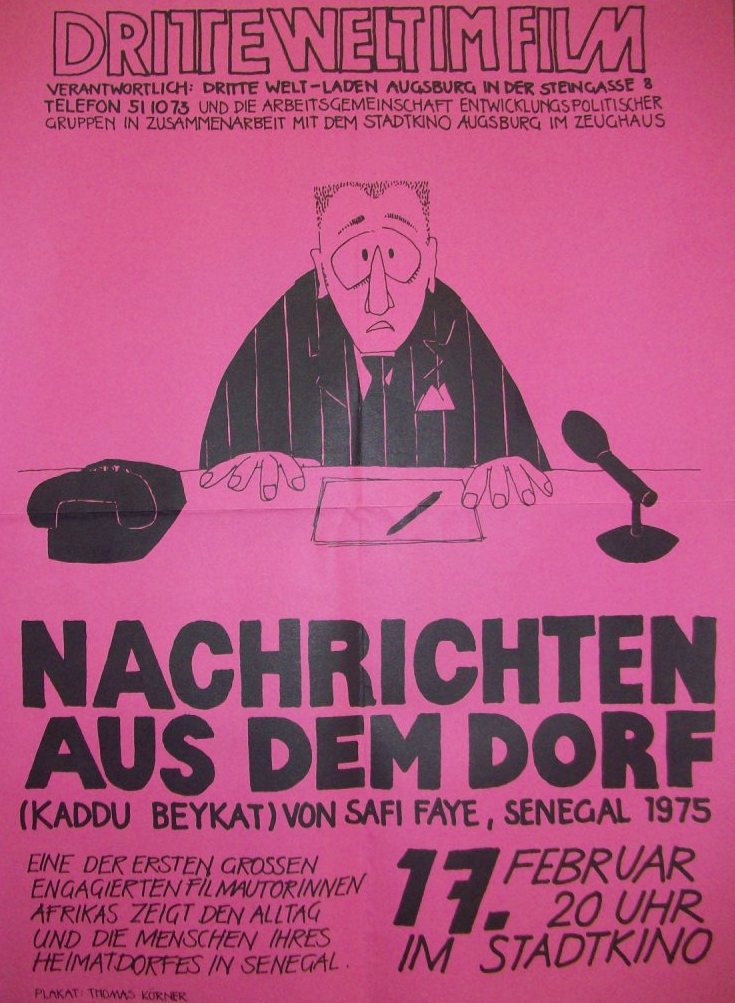 DRITTE WELT IM FILM
VERANTWORTLICH: DRITTE WELT-LADEN AUGSBURG IN DER STEINGASSE 8
TELEFON 51 10 73 UND DIE ARBEITSGEMEINSCHAFT ENTWICKLUNGSPOLITISCHER
GRUPPEN IN ZUSAMMENARBEIT MIT DEM STADTKINO AUGSBURG IM ZEUGHAUS
NACHRICHTEN
AUS DEM DORF
(KADDU BEYKAT) VON SAFI FAYE, SENEGAL 1975
EINE DER ERSTEN GROSSEN
ENGAGIERTEN FILMAUTORINNEN
AFRIKAS ZEIGT DEN ALLTAG
UND DIE MENSCHEN IHRES
HEIMATDORFES IN SENEGAL.
17. FEBRUAR
20 UHR
IM STADTKINO
PLAKAT: THOMAS KÖRNER